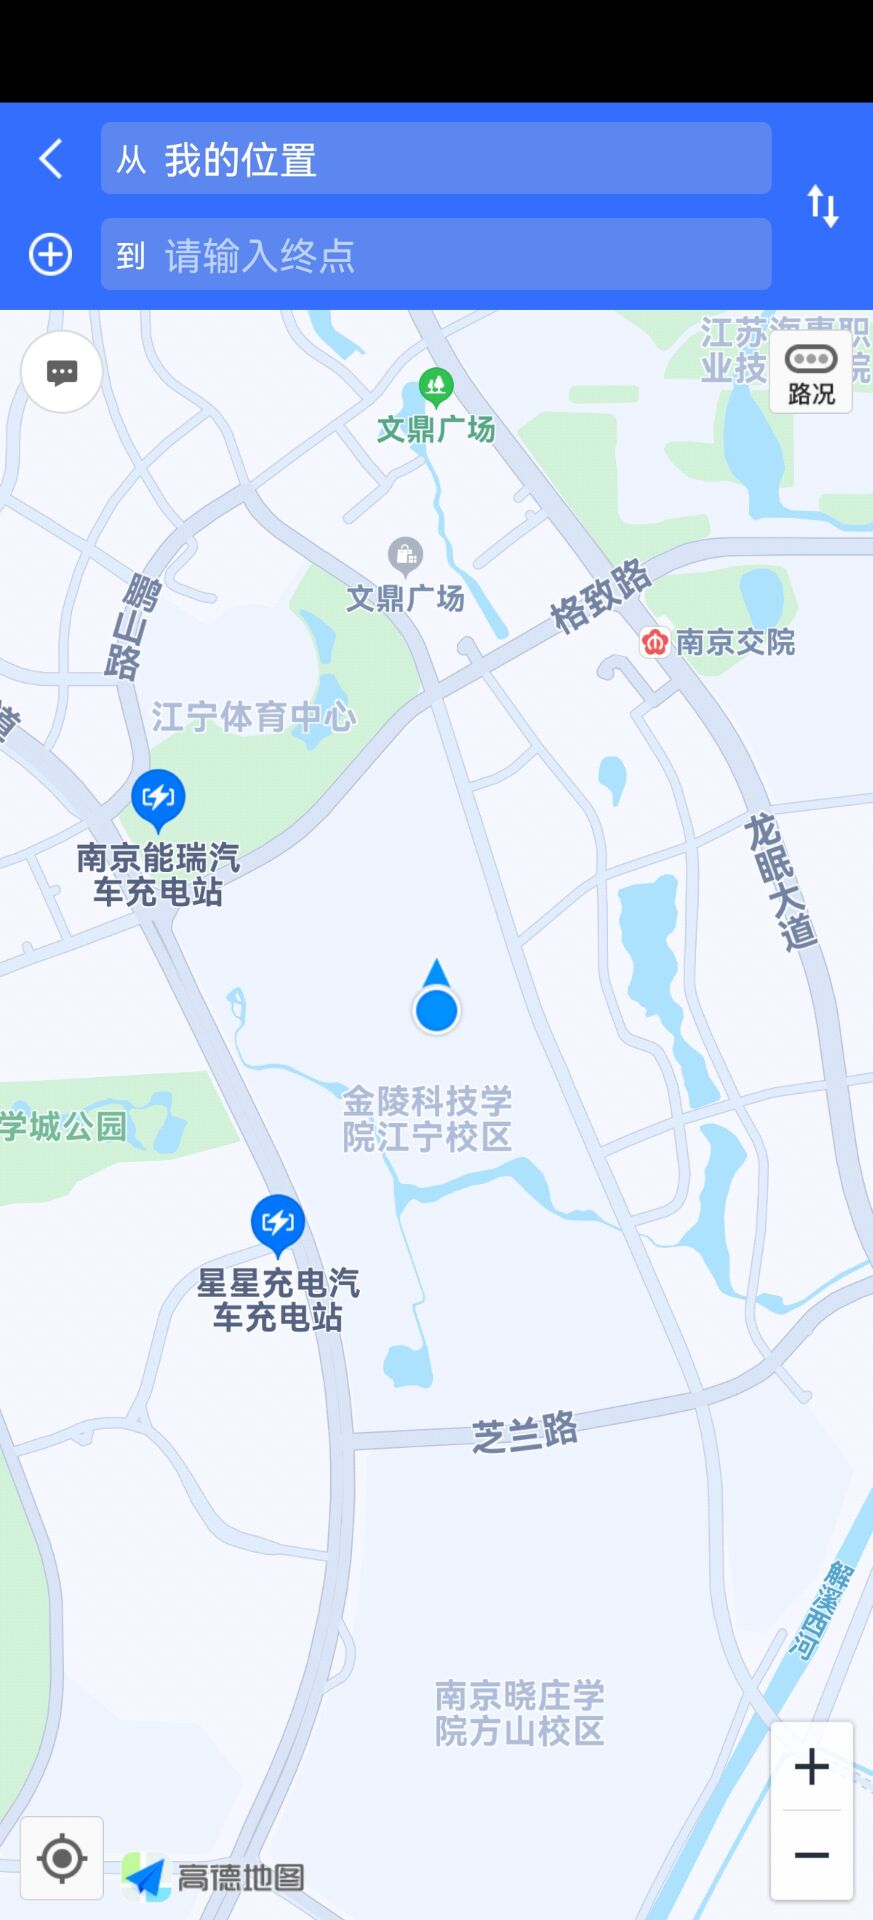 从 我的位置
到 请输入终点
江苏海事职
业技
院
路况
文鼎广场
文鼎广场
格致路
鹏山路
南京交院
江宁体育中心
道
南京能瑞汽
车充电站
龙眠大道
金陵科技学
院江宁校区
学城公园
星星充电汽
车充电站
芝兰路
解溪西河
南京晓庄学
院方山校区
高德地图